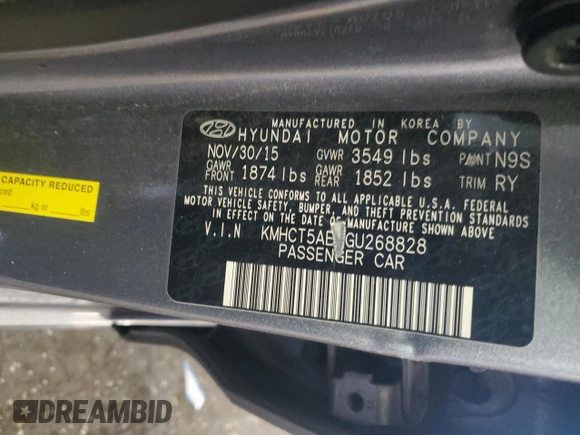 MANUFACTURED IN KOREA BY
HYUNDAI MOTOR COMPANY
NOV/30/15 GVWR 3549 lbs PAINT N9S
GAWR FRONT 1874 lbs GAWR REAR 1852 lbs TRIM RY
THIS VEHICLE CONFORMS TO ALL APPLICABLE U.S.A. FEDERAL
MOTOR VEHICLE SAFETY, BUMPER, AND THEFT PREVENTION STANDARDS
IN EFFECT ON THE DATE OF MANUFACTURE SHOWN ABOVE
V.I.N
PASSENGER CAR
CAPACITY REDUCED
kg or lbs
DREAMBID